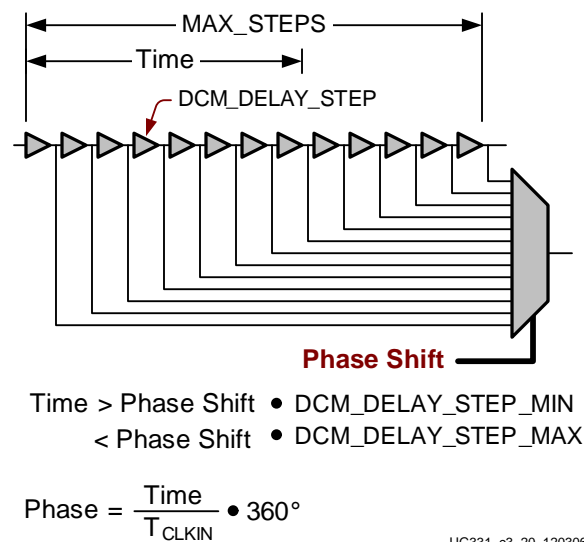 MAX_STEPS
Time
DCM_DELAY_STEP
Phase Shift
Time > Phase Shift • DCM_DELAY_STEP_MIN
< Phase Shift • DCM_DELAY_STEP_MAX
Phase = Time / T_CLKIN • 360°